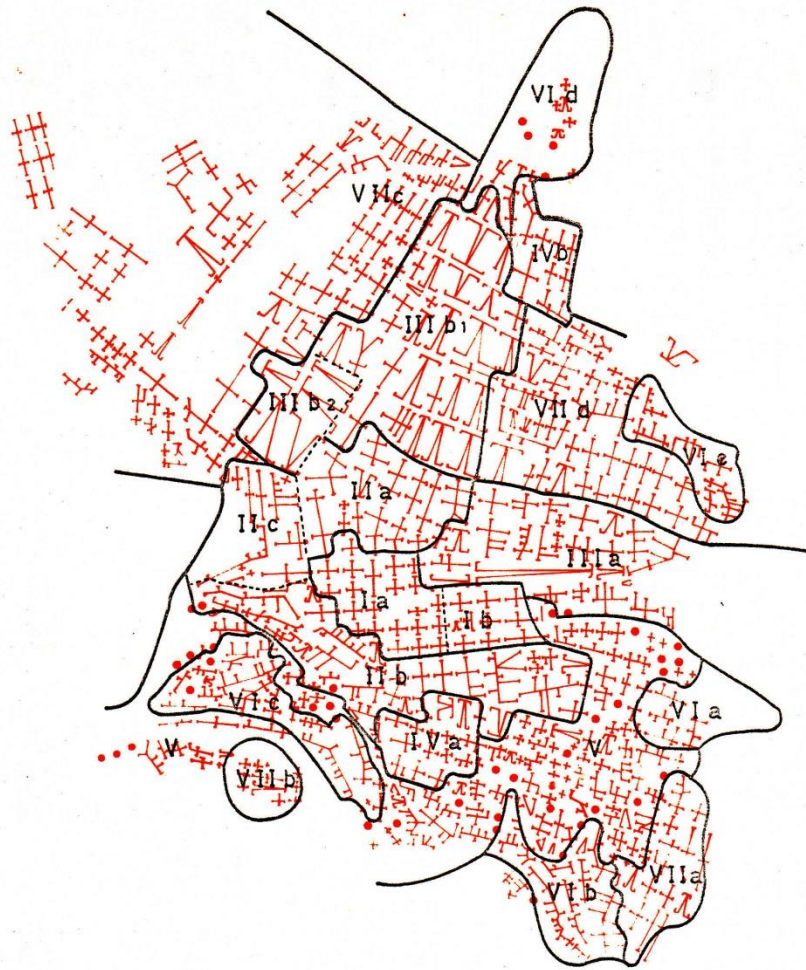 VI d
VII c
IV b
III b1
III b2
VII d
VI e
II a
II c
III a
I a
I b
II b
VI c
IV a
VI a
V
V
VII b
VI b
VII a